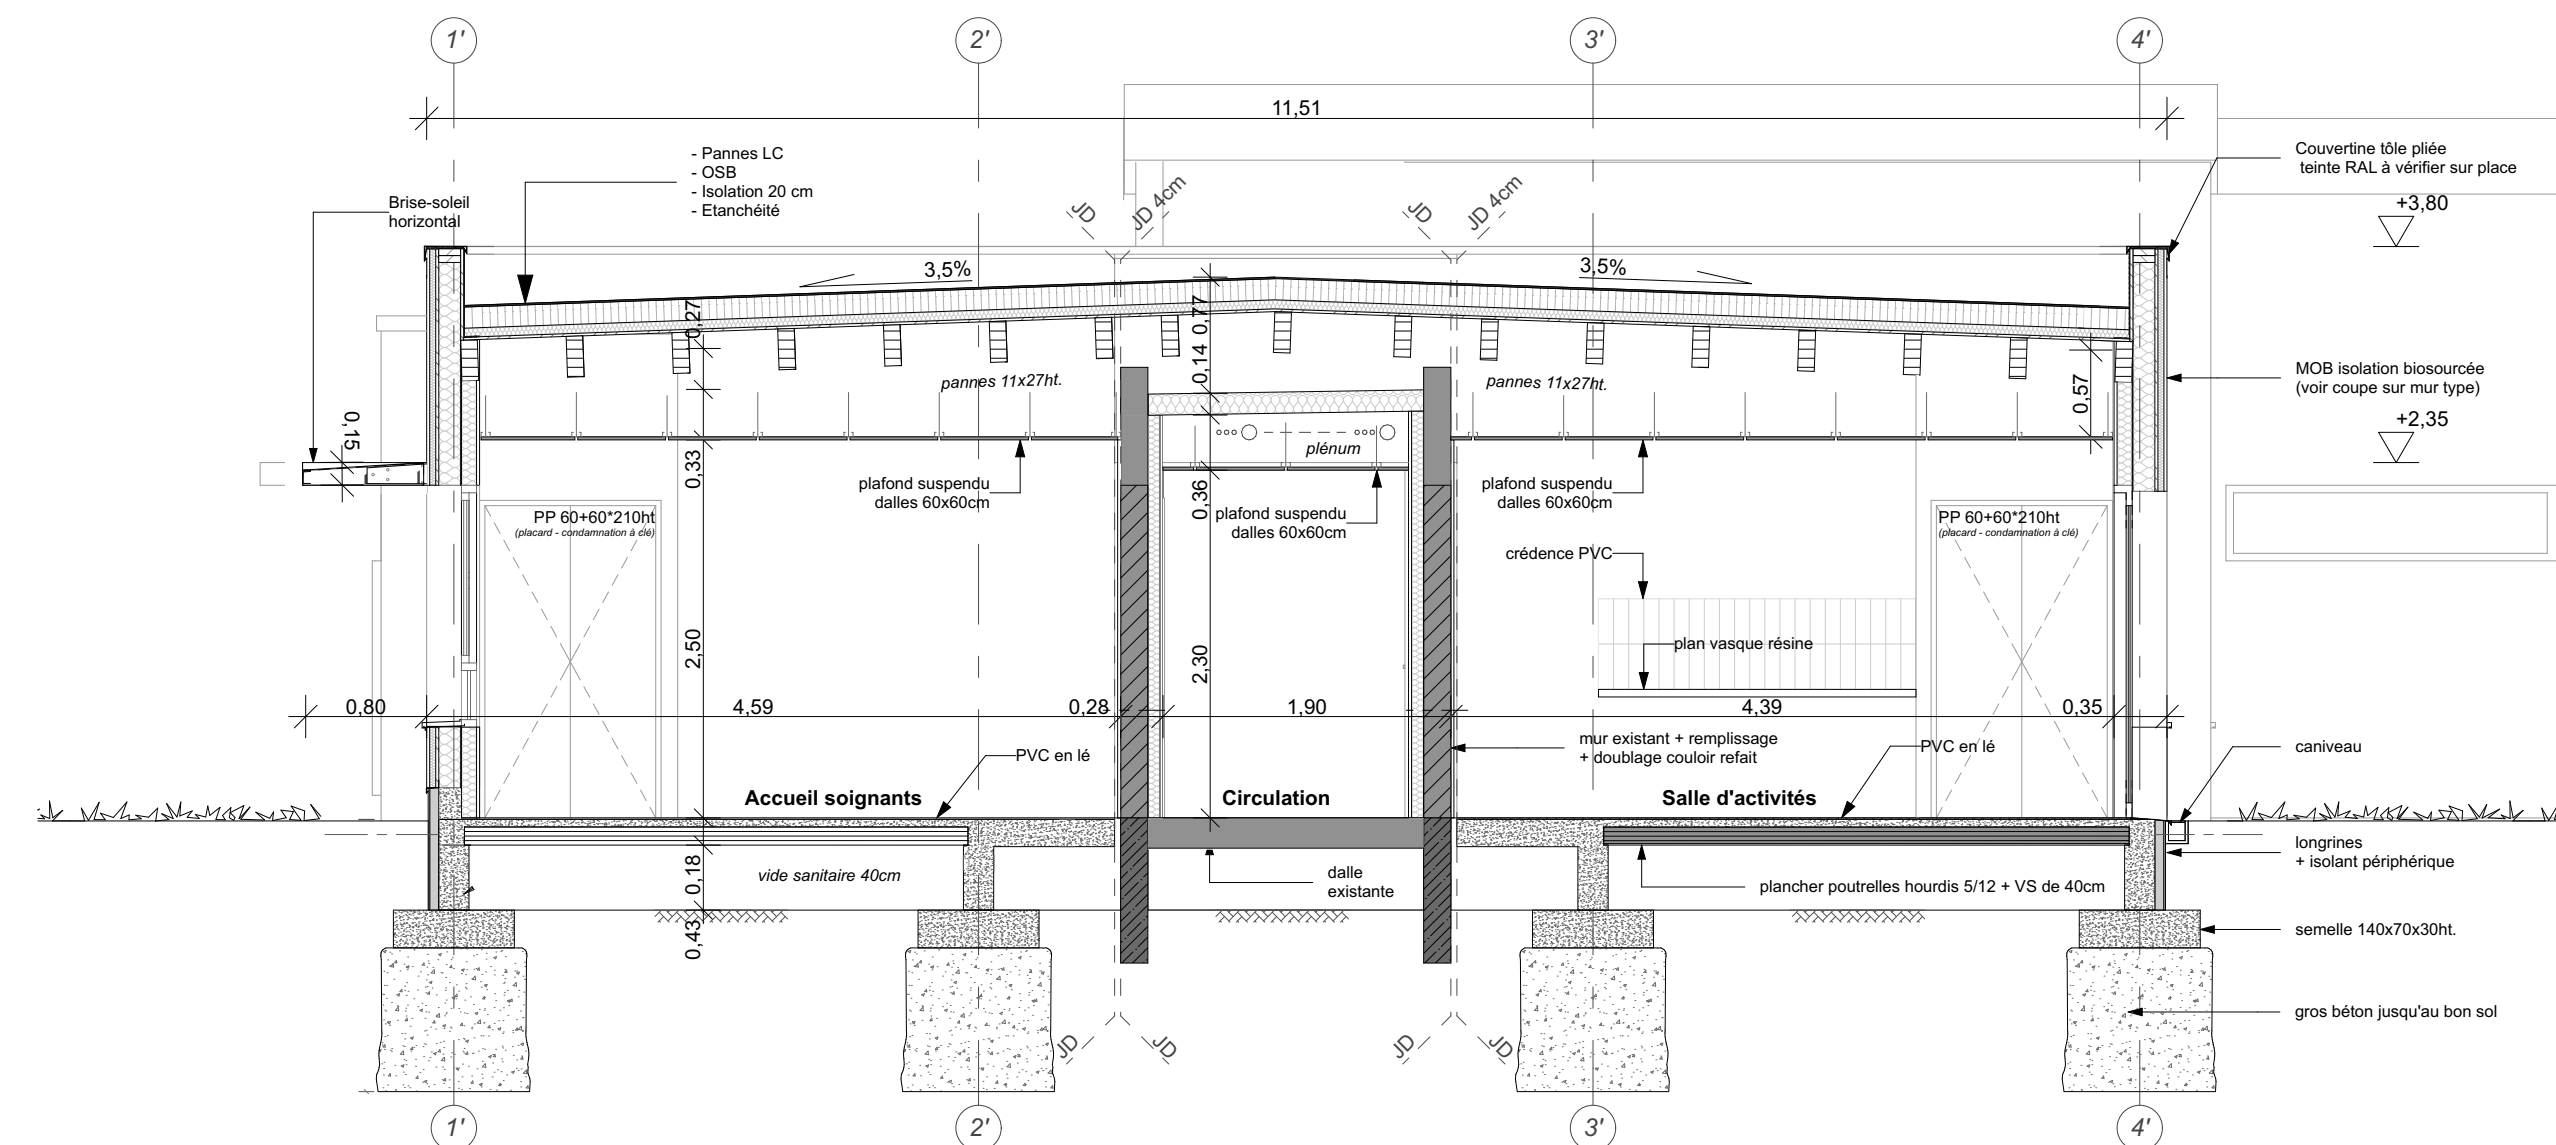 1' 2' 3' 4'
11,51
- Pannes LC
- OSB
- Isolation 20 cm
- Etanchéité
Couvertine tôle pliée
teinte RAL à vérifier sur place
Brise-soleil
horizontal
JD JD 4cm JD JD 4cm
+3,80
3,5% 3,5%
0,27
0,77
0,14
pannes 11x27ht. pannes 11x27ht.
MOB isolation biosourcée
(voir coupe sur mur type)
0,57
+2,35
0,15
plénum
0,33
0,36
plafond suspendu
dalles 60x60cm
plafond suspendu
dalles 60x60cm
plafond suspendu
dalles 60x60cm
PP 60+60*210ht
(placard - condamnation à clé)
PP 60+60*210ht
(placard - condamnation à clé)
crédence PVC
plan vasque résine
2,50
2,30
0,80 4,59 0,28 1,90 4,39 0,35
mur existant + remplissage
+ doublage couloir refait
PVC en lé
PVC en lé
caniveau
Accueil soignants Circulation Salle d'activités
longrines
+ isolant périphérique
0,18
vide sanitaire 40cm
dalle
existante
plancher poutrelles hourdis 5/12 + VS de 40cm
0,43
semelle 140x70x30ht.
gros béton jusqu'au bon sol
JD JD JD JD
1' 2' 3' 4'